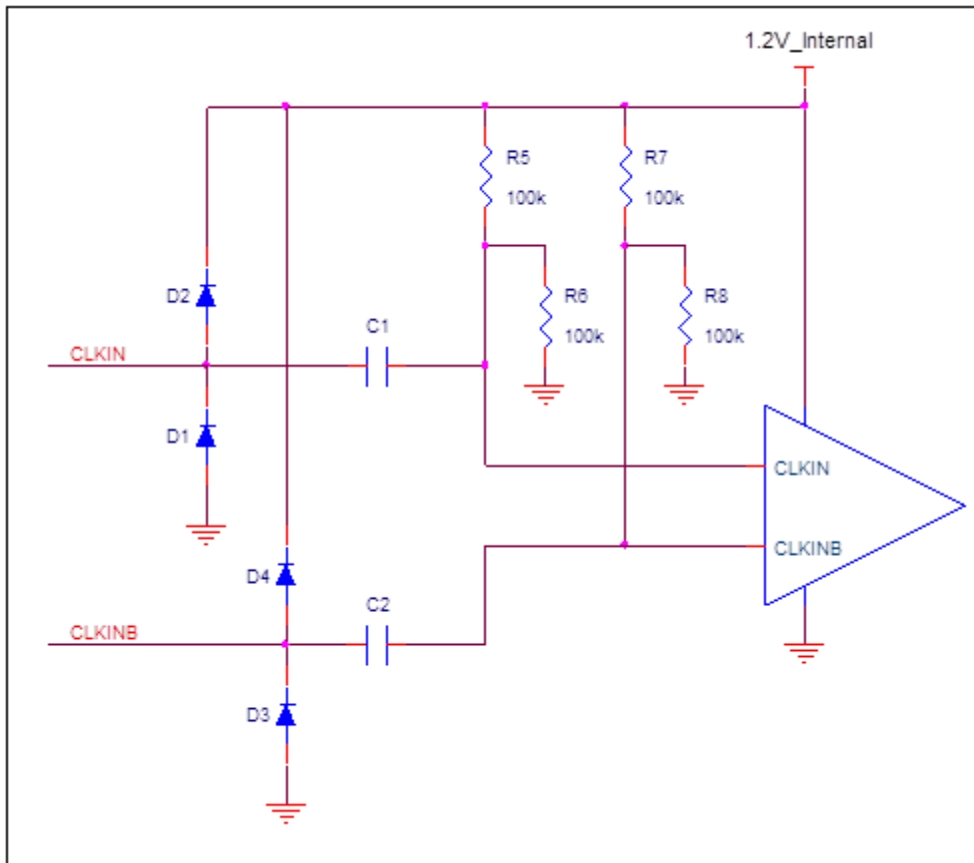 1.2V_Internal
R5
100k
R7
100k
D2
R6
100k
R8
100k
C1
CLKIN
D1
CLKIN
CLKINB
D4
C2
CLKINB
D3